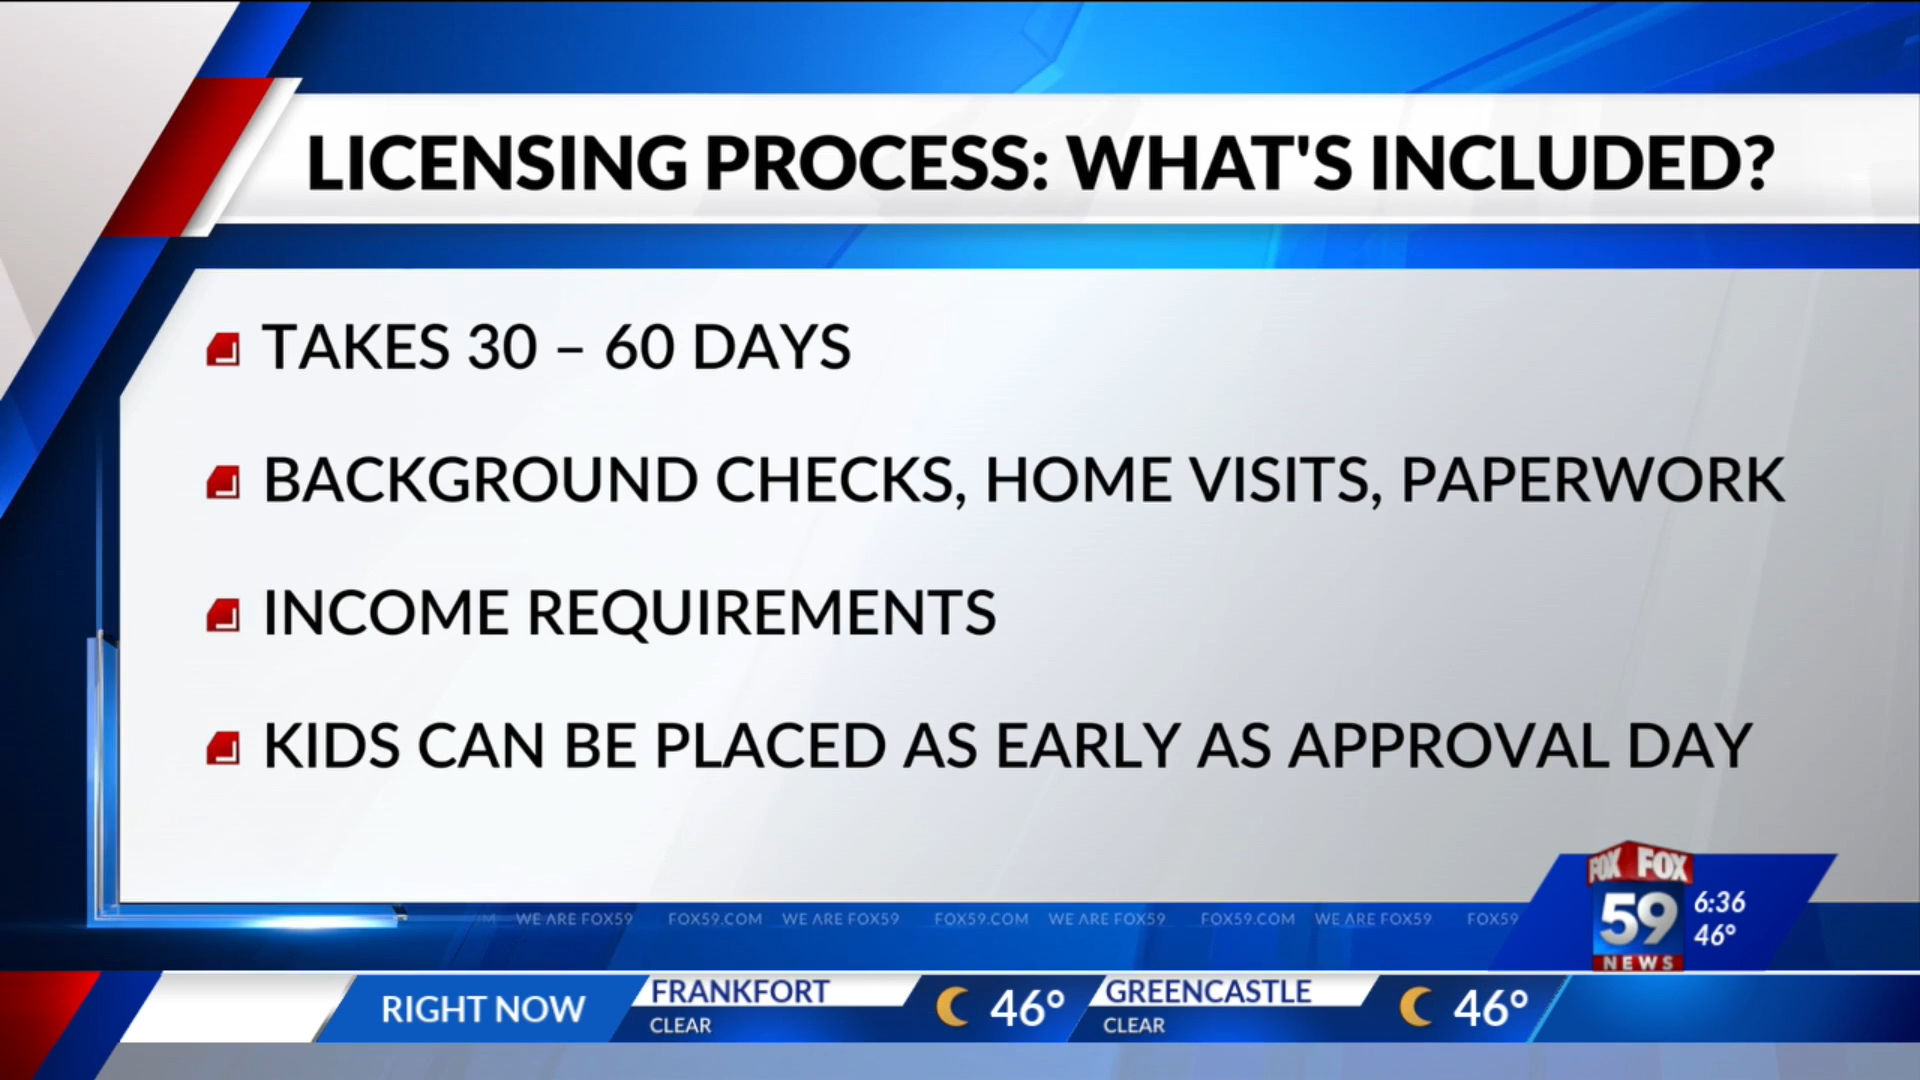 LICENSING PROCESS: WHAT'S INCLUDED?
TAKES 30 – 60 DAYS
BACKGROUND CHECKS, HOME VISITS, PAPERWORK
INCOME REQUIREMENTS
KIDS CAN BE PLACED AS EARLY AS APPROVAL DAY
WE ARE FOX59 FOX59.COM WE ARE FOX59 FOX59.COM WE ARE FOX59 FOX59.COM WE ARE FOX59 FOX59
FOX FOX
59
NEWS
6:36
46°
RIGHT NOW
FRANKFORT
CLEAR
46°
GREENCASTLE
CLEAR
46°